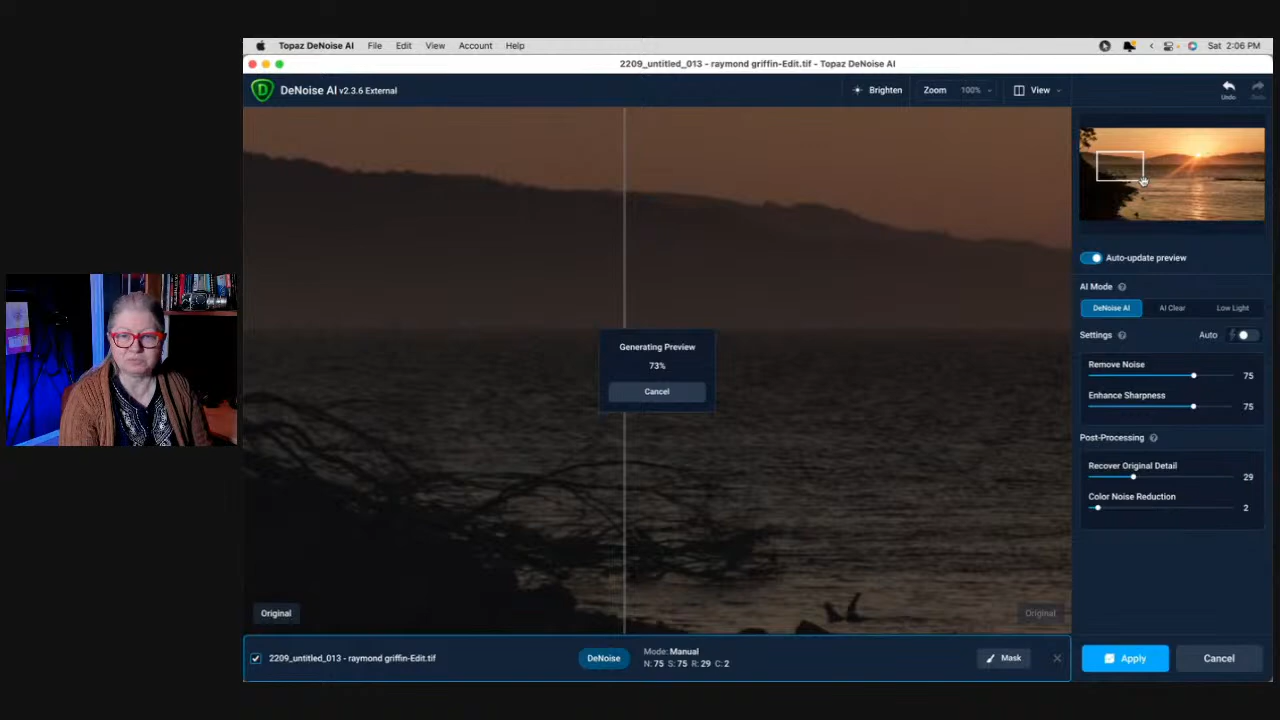 Topaz DeNoise AI File Edit View Account Help Sat 2:06 PM
2209_untitled_013 - raymond griffin-Edit.tif - Topaz DeNoise AI
D DeNoise AI v2.3.6 External Brighten Zoom 100% View Undo
Auto-update preview
AI Mode
DeNoise AI AI Clear Low Light
Settings Auto
Remove Noise
75
Enhance Sharpness
75
Post-Processing
Recover Original Detail
29
Color Noise Reduction
2
Generating Preview
73%
Cancel
Original Original
2209_untitled_013 - raymond griffin-Edit.tif DeNoise Mode: Manual
N: 75 S: 75 R: 29 C: 2
Mask
Apply Cancel